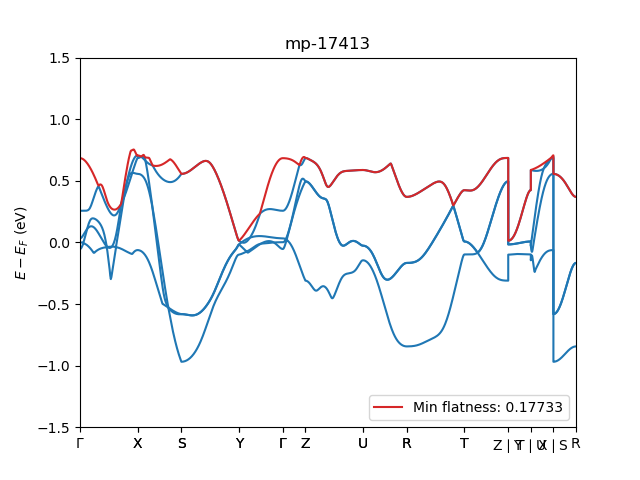 mp-17413
E − E_F (eV)
1.5
1.0
0.5
0.0
−0.5
−1.0
−1.5
Min flatness: 0.17733
Γ X S Y Γ Z U R T Z | Y T | U X | S R